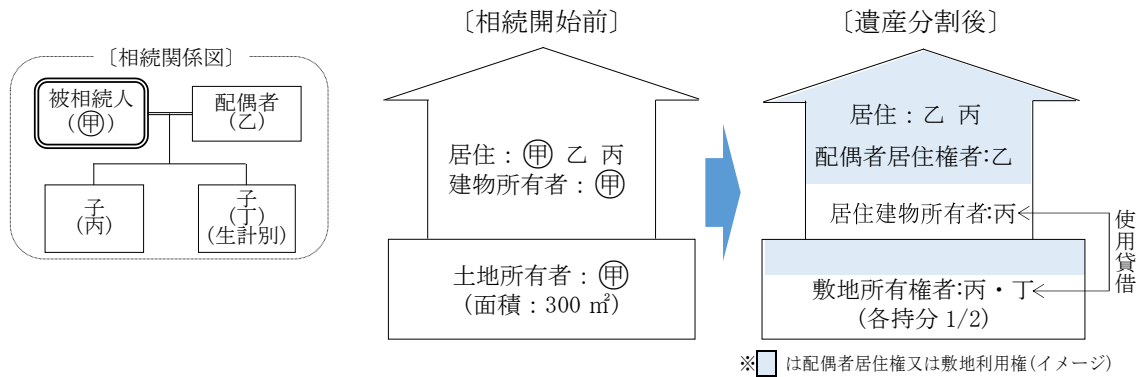 〔相続関係図〕
被相続人
(㊙甲)
配偶者
(乙)
子
(丙)
子
(丁)
(生計別)
〔相続開始前〕
居住：甲 乙 丙
建物所有者：甲
土地所有者：甲
(面積：300 ㎡)
〔遺産分割後〕
居住：乙 丙
配偶者居住権者:乙
居住建物所有者:丙
敷地所有権者:丙・丁
(各持分 1/2)
使用貸借
※ は配偶者居住権又は敷地利用権(イメージ)